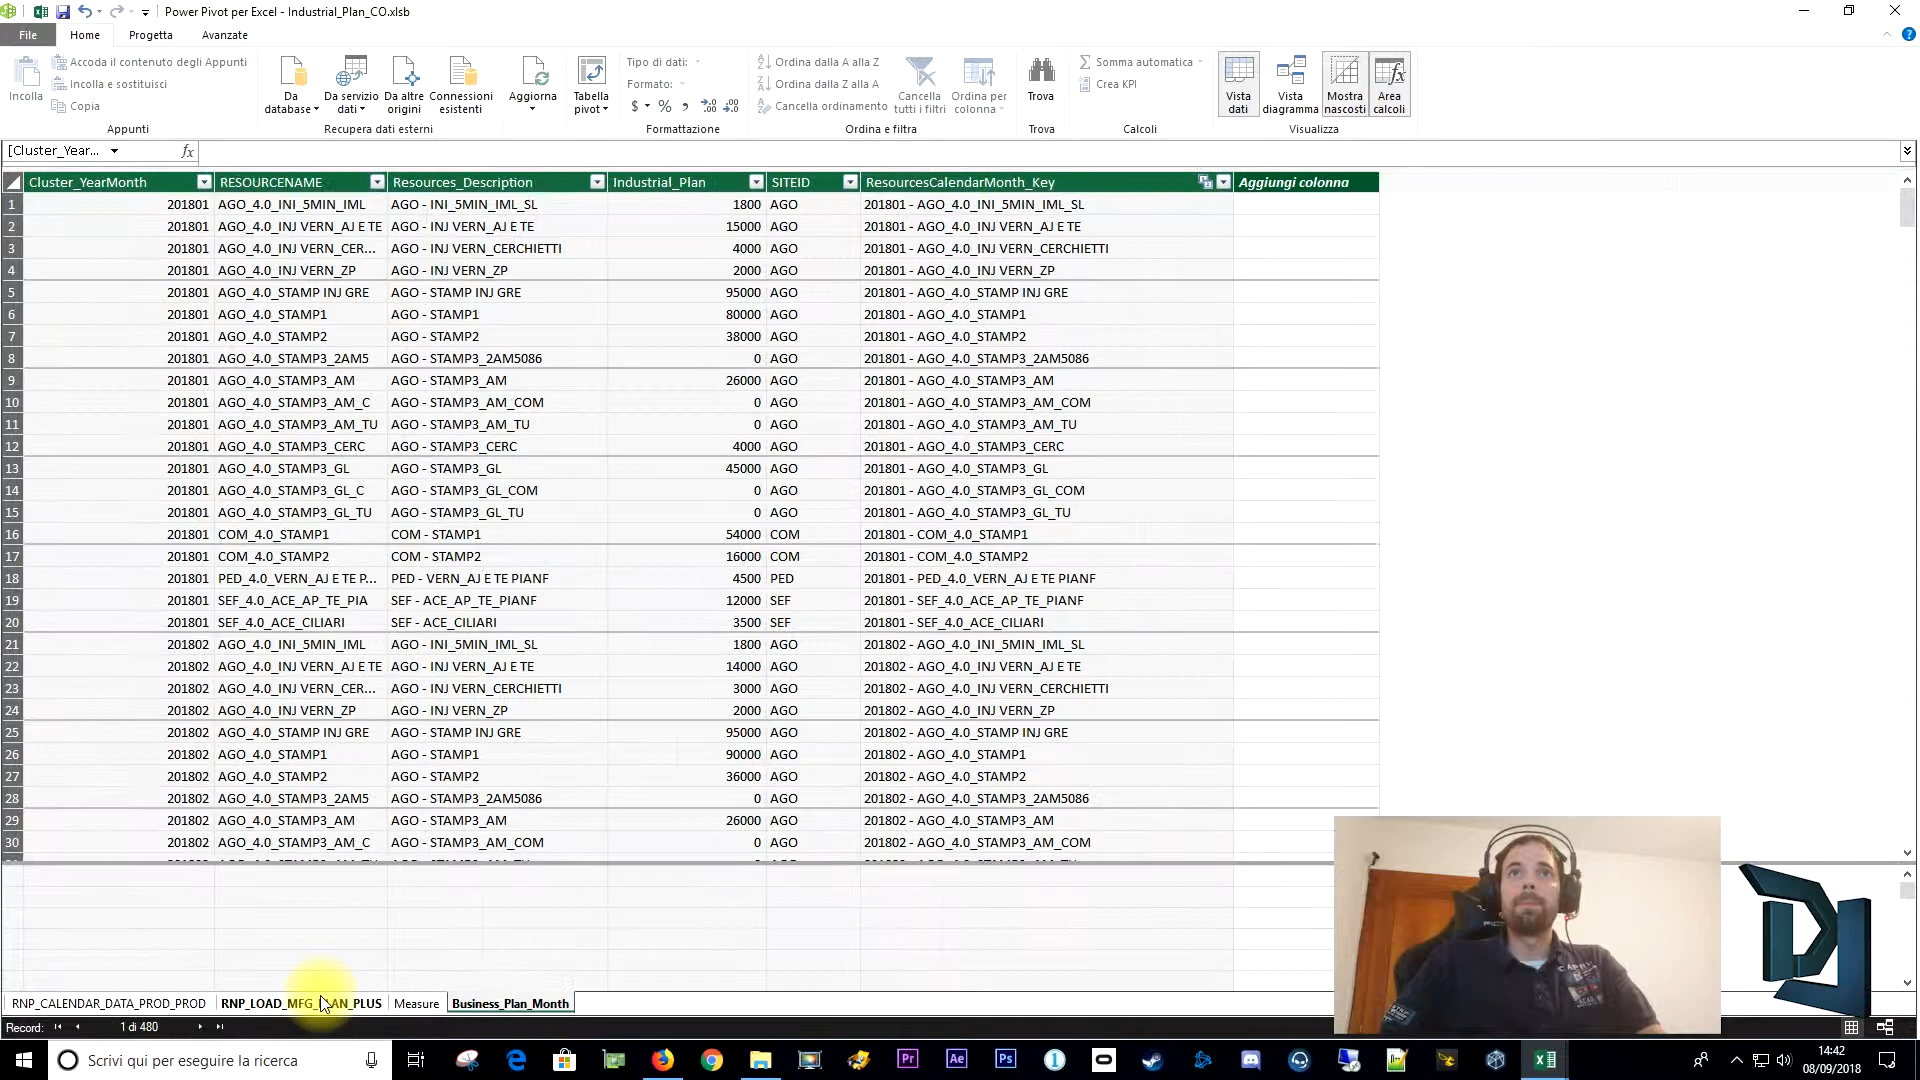 Power Pivot per Excel - Industrial_Plan_CO.xlsb
File Home Progetta Avanzate
Incolla
Accoda il contenuto degli Appunti
Incolla e sostituisci
Copia
Appunti
Da database
Da servizio dati
Da altre origini
Connessioni esistenti
Recupera dati esterni
Aggiorna
Tabella pivot
Tipo di dati:
Formato:
$ % ,
Formattazione
Ordina dalla A alla Z
Ordina dalla Z alla A
Cancella ordinamento
Cancella tutti i filtri
Ordina per colonna
Ordina e filtra
Trova
Trova
Somma automatica
Crea KPI
Calcoli
Vista dati
Vista diagramma
Mostra nascosti
Area calcoli
Visualizza
[Cluster_Year... fx
Cluster_YearMonth RESOURCENAME Resources_Description Industrial_Plan SITEID ResourcesCalendarMonth_Key Aggiungi colonna
1 201801 AGO_4.0_INI_5MIN_IML AGO - INI_5MIN_IML_SL 1800 AGO 201801 - AGO_4.0_INI_5MIN_IML_SL
2 201801 AGO_4.0_INJ VERN_AJ E TE AGO - INJ VERN_AJ E TE 15000 AGO 201801 - AGO_4.0_INJ VERN_AJ E TE
3 201801 AGO_4.0_INJ VERN_CER... AGO - INJ VERN_CERCHIETTI 4000 AGO 201801 - AGO_4.0_INJ VERN_CERCHIETTI
4 201801 AGO_4.0_INJ VERN_ZP AGO - INJ VERN_ZP 2000 AGO 201801 - AGO_4.0_INJ VERN_ZP
5 201801 AGO_4.0_STAMP INJ GRE AGO - STAMP INJ GRE 95000 AGO 201801 - AGO_4.0_STAMP INJ GRE
6 201801 AGO_4.0_STAMP1 AGO - STAMP1 80000 AGO 201801 - AGO_4.0_STAMP1
7 201801 AGO_4.0_STAMP2 AGO - STAMP2 38000 AGO 201801 - AGO_4.0_STAMP2
8 201801 AGO_4.0_STAMP3_2AM5 AGO - STAMP3_2AM5086 0 AGO 201801 - AGO_4.0_STAMP3_2AM5086
9 201801 AGO_4.0_STAMP3_AM AGO - STAMP3_AM 26000 AGO 201801 - AGO_4.0_STAMP3_AM
10 201801 AGO_4.0_STAMP3_AM_C AGO - STAMP3_AM_COM 0 AGO 201801 - AGO_4.0_STAMP3_AM_COM
11 201801 AGO_4.0_STAMP3_AM_TU AGO - STAMP3_AM_TU 0 AGO 201801 - AGO_4.0_STAMP3_AM_TU
12 201801 AGO_4.0_STAMP3_CERC AGO - STAMP3_CERC 4000 AGO 201801 - AGO_4.0_STAMP3_CERC
13 201801 AGO_4.0_STAMP3_GL AGO - STAMP3_GL 45000 AGO 201801 - AGO_4.0_STAMP3_GL
14 201801 AGO_4.0_STAMP3_GL_C AGO - STAMP3_GL_COM 0 AGO 201801 - AGO_4.0_STAMP3_GL_COM
15 201801 AGO_4.0_STAMP3_GL_TU AGO - STAMP3_GL_TU 0 AGO 201801 - AGO_4.0_STAMP3_GL_TU
16 201801 COM_4.0_STAMP1 COM - STAMP1 54000 COM 201801 - COM_4.0_STAMP1
17 201801 COM_4.0_STAMP2 COM - STAMP2 16000 COM 201801 - COM_4.0_STAMP2
18 201801 PED_4.0_VERN_AJ E TE P... PED - VERN_AJ E TE PIANF 4500 PED 201801 - PED_4.0_VERN_AJ E TE PIANF
19 201801 SEF_4.0_ACE_AP_TE_PIA SEF - ACE_AP_TE_PIANF 12000 SEF 201801 - SEF_4.0_ACE_AP_TE_PIANF
20 201801 SEF_4.0_ACE_CILIARI SEF - ACE_CILIARI 3500 SEF 201801 - SEF_4.0_ACE_CILIARI
21 201802 AGO_4.0_INI_5MIN_IML AGO - INI_5MIN_IML_SL 1800 AGO 201802 - AGO_4.0_INI_5MIN_IML_SL
22 201802 AGO_4.0_INJ VERN_AJ E TE AGO - INJ VERN_AJ E TE 14000 AGO 201802 - AGO_4.0_INJ VERN_AJ E TE
23 201802 AGO_4.0_INJ VERN_CER... AGO - INJ VERN_CERCHIETTI 3000 AGO 201802 - AGO_4.0_INJ VERN_CERCHIETTI
24 201802 AGO_4.0_INJ VERN_ZP AGO - INJ VERN_ZP 2000 AGO 201802 - AGO_4.0_INJ VERN_ZP
25 201802 AGO_4.0_STAMP INJ GRE AGO - STAMP INJ GRE 95000 AGO 201802 - AGO_4.0_STAMP INJ GRE
26 201802 AGO_4.0_STAMP1 AGO - STAMP1 90000 AGO 201802 - AGO_4.0_STAMP1
27 201802 AGO_4.0_STAMP2 AGO - STAMP2 36000 AGO 201802 - AGO_4.0_STAMP2
28 201802 AGO_4.0_STAMP3_2AM5 AGO - STAMP3_2AM5086 0 AGO 201802 - AGO_4.0_STAMP3_2AM5086
29 201802 AGO_4.0_STAMP3_AM AGO - STAMP3_AM 26000 AGO 201802 - AGO_4.0_STAMP3_AM
30 201802 AGO_4.0_STAMP3_AM_C AGO - STAMP3_AM_COM 0 AGO 201802 - AGO_4.0_STAMP3_AM_COM
RNP_CALENDAR_DATA_PROD_PROD RNP_LOAD_MFG_PLAN_PLUS Measure Business_Plan_Month
Record: 1 di 480
Scrivi qui per eseguire la ricerca
Pr Ae Ps
14:42
08/09/2018